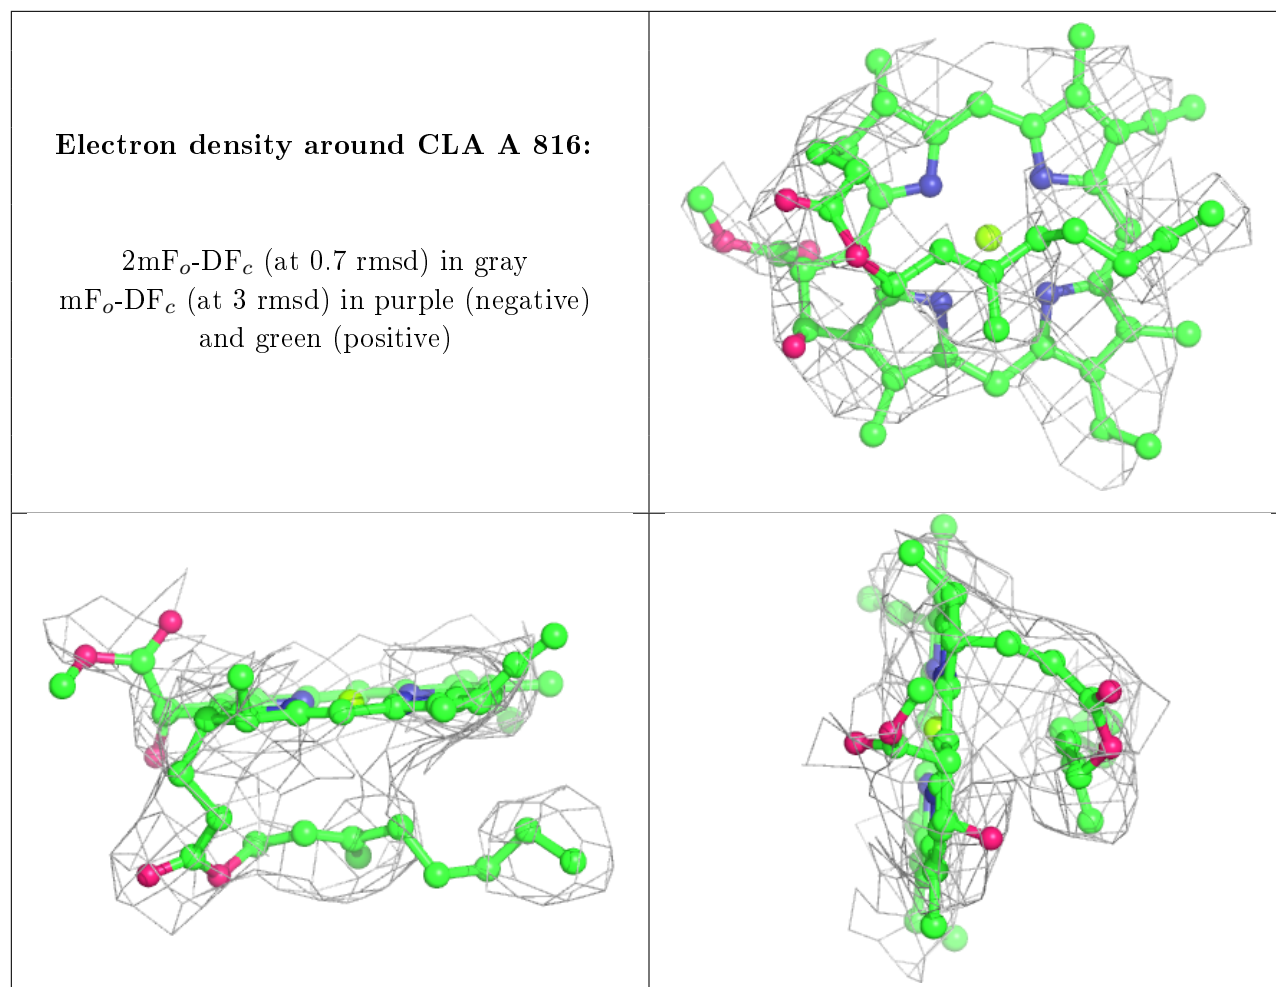 Electron density around CLA A 816:
2mFo-DFc (at 0.7 rmsd) in gray
mFo-DFc (at 3 rmsd) in purple (negative)
and green (positive)